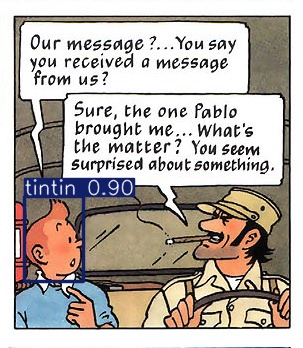 Our message?...You say
you received a message
from us?
Sure, the one Pablo
brought me... What's
the matter? You seem
surprised about something.
tintin 0.90